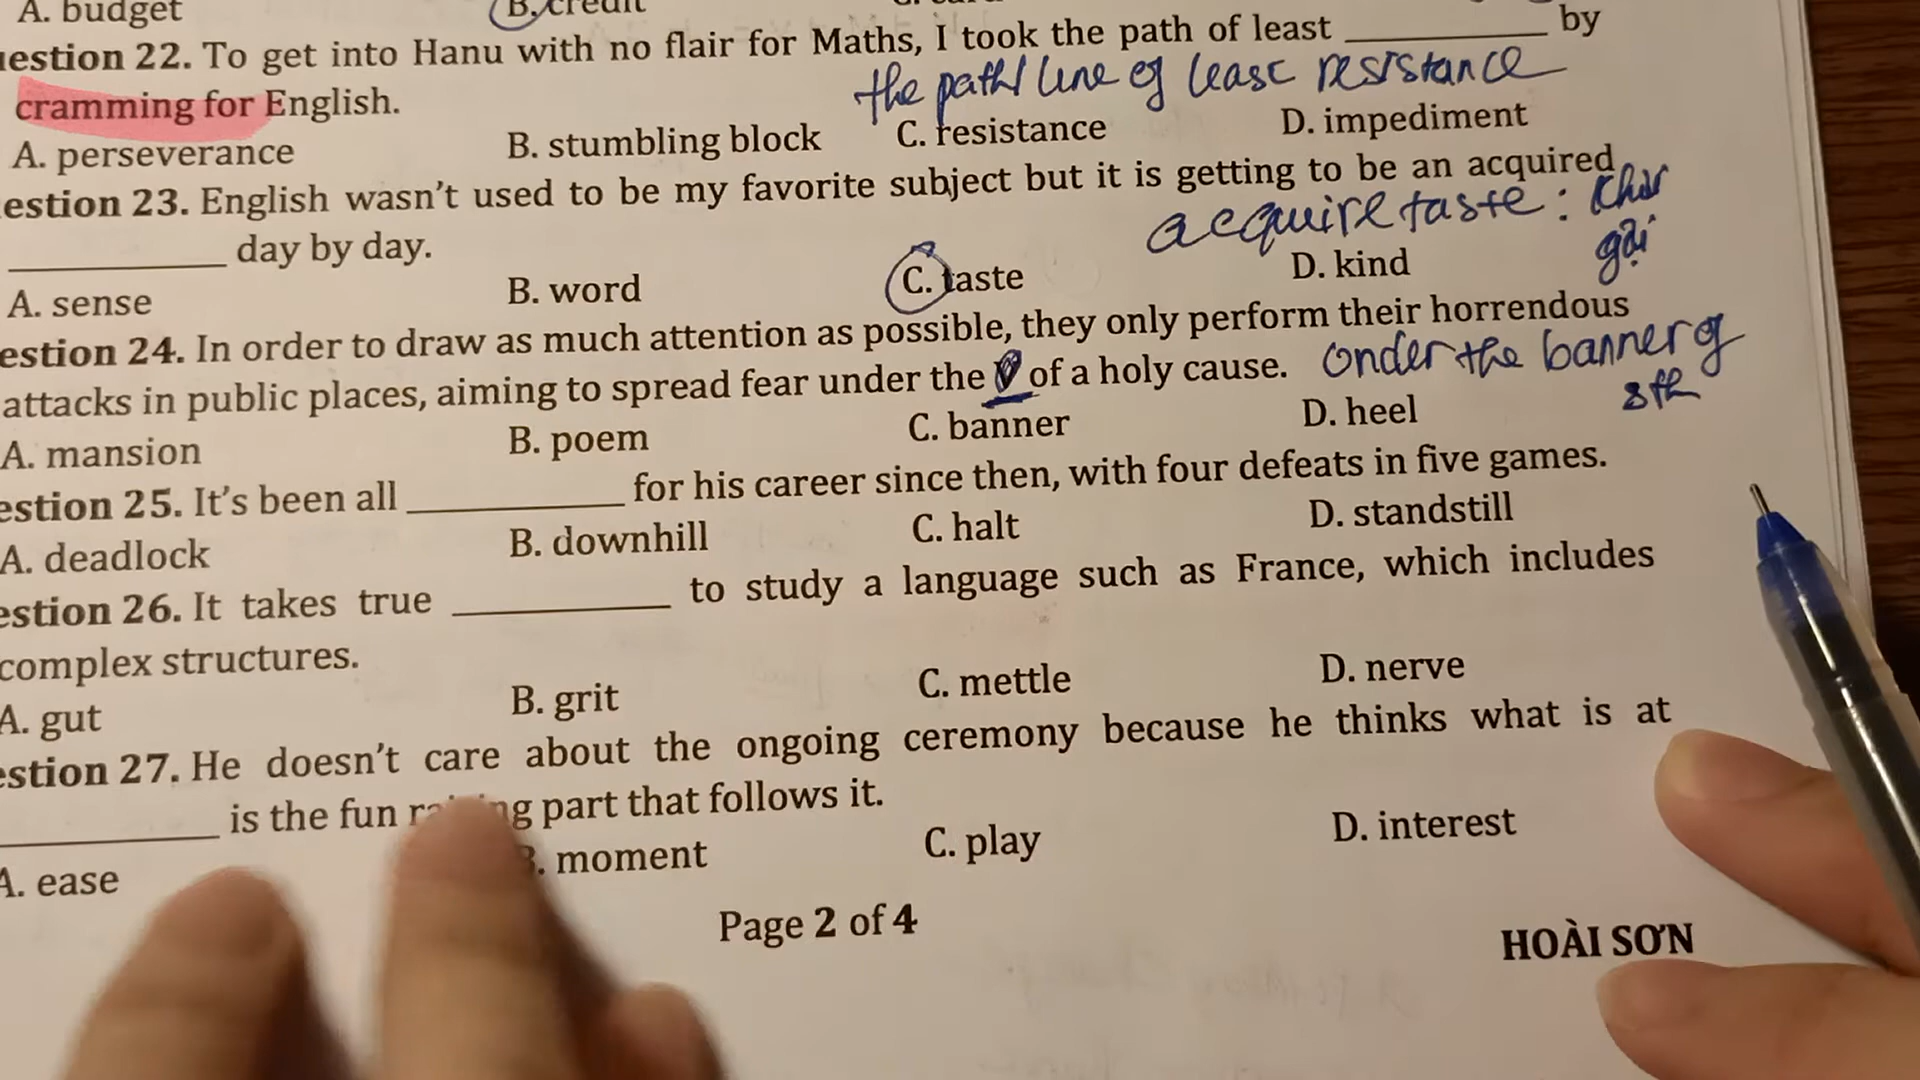 A. budget B. credit
uestion 22. To get into Hanu with no flair for Maths, I took the path of least __________ by
the path/ line of least resistance
cramming for English.
A. perseverance B. stumbling block C. resistance D. impediment
estion 23. English wasn't used to be my favorite subject but it is getting to be an acquired
acquire taste:
__________ day by day.
A. sense B. word C. taste D. kind
estion 24. In order to draw as much attention as possible, they only perform their horrendous
attacks in public places, aiming to spread fear under the of a holy cause. Under the banner of
sth
A. mansion B. poem C. banner D. heel
estion 25. It's been all __________ for his career since then, with four defeats in five games.
A. deadlock B. downhill C. halt D. standstill
estion 26. It takes true __________ to study a language such as France, which includes
complex structures.
A. gut B. grit C. mettle D. nerve
estion 27. He doesn't care about the ongoing ceremony because he thinks what is at
__________ is the fun part that follows it.
A. ease B. moment C. play D. interest
Page 2 of 4
HOÀI SƠN